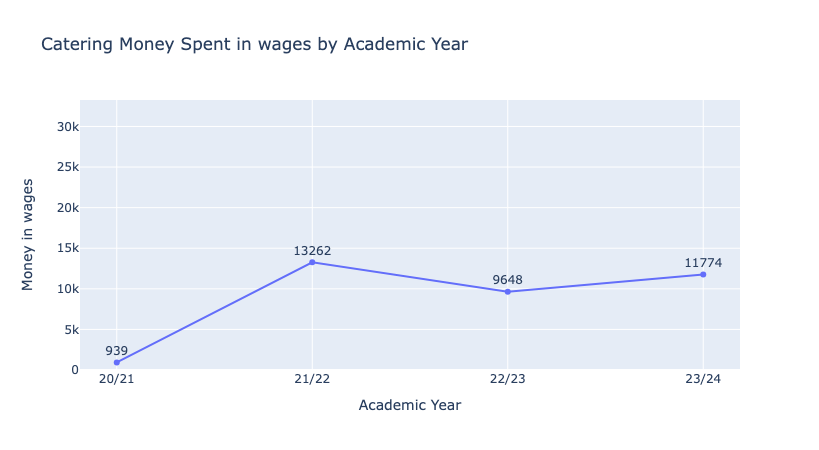 Catering Money Spent in wages by Academic Year
Money in wages
30k
25k
20k
15k
10k
5k
0
939
13262
9648
11774
20/21
21/22
22/23
23/24
Academic Year